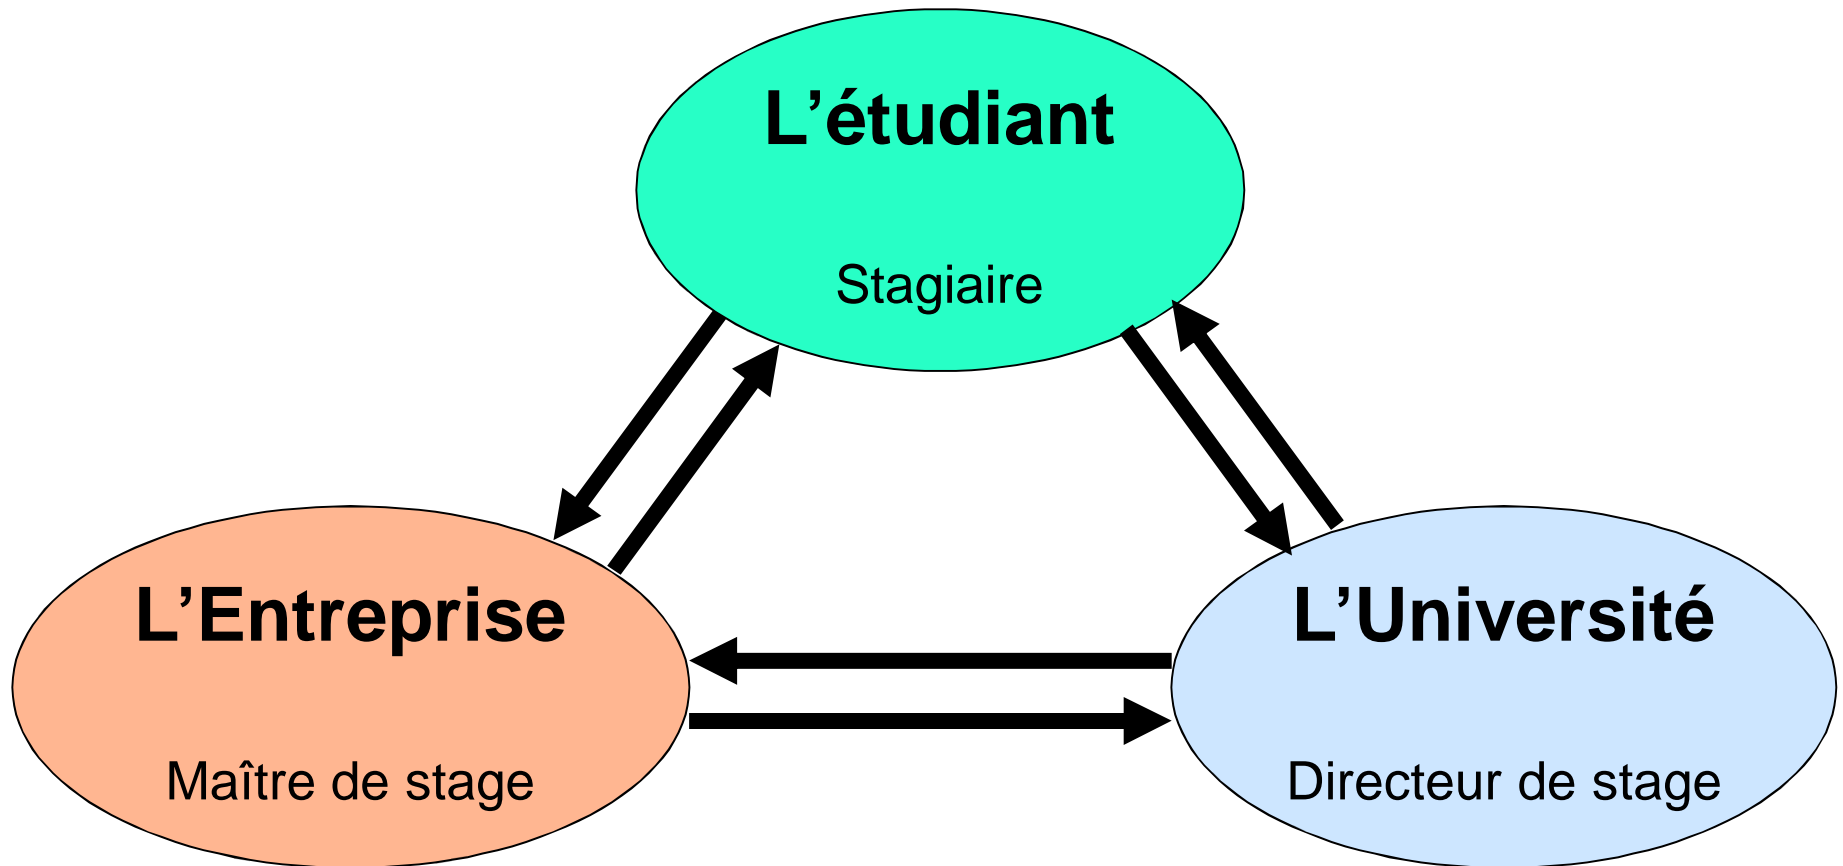 L’étudiant
Stagiaire
L’Entreprise
Maître de stage
L’Université
Directeur de stage